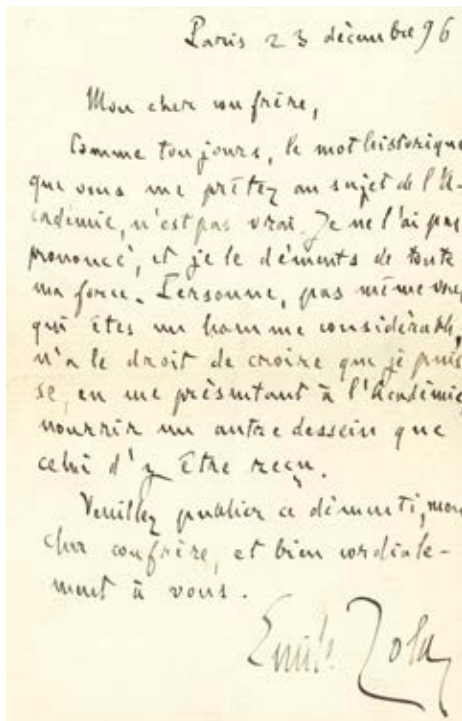 Paris 23 décembre 96
Mon cher confrère,
Comme toujours, le mot historique
que vous me prêtez au sujet de l'A-
cadémie, n'est pas vrai. Je ne l'ai pas
prononcé, et je le déments de toute
ma force. Personne, pas même vous,
qui êtes un homme considérable,
n'a le droit de croire que je puis-
se, en me présentant à l'Académie,
nourrir un autre dessein que
celui d'y être reçu.
Veuillez publier ce démenti, mon
cher confrère, et bien cordiale-
ment à vous.
Emile Zola